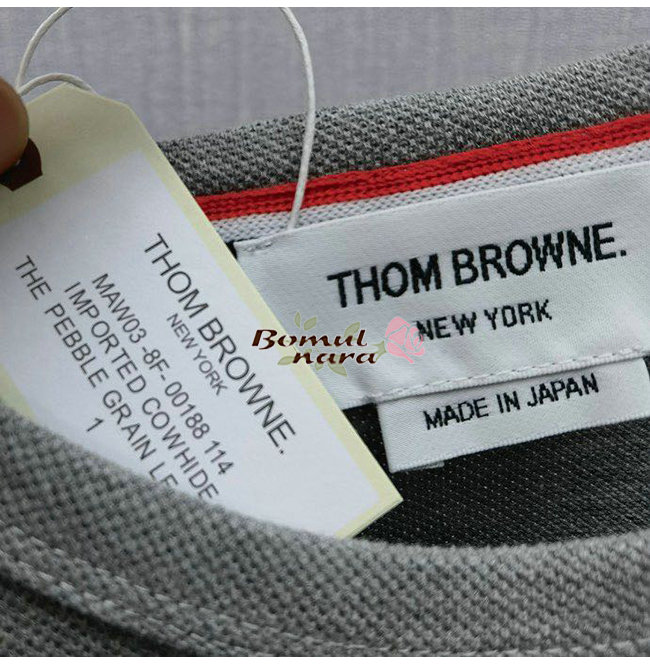 THOM BROWNE.
NEW YORK
MAW03 -8F- 00188 114
IMPORTED COWHIDE
THE PEBBLE GRAIN LE
1
THOM BROWNE.
NEW YORK
MADE IN JAPAN
Bomul
nara